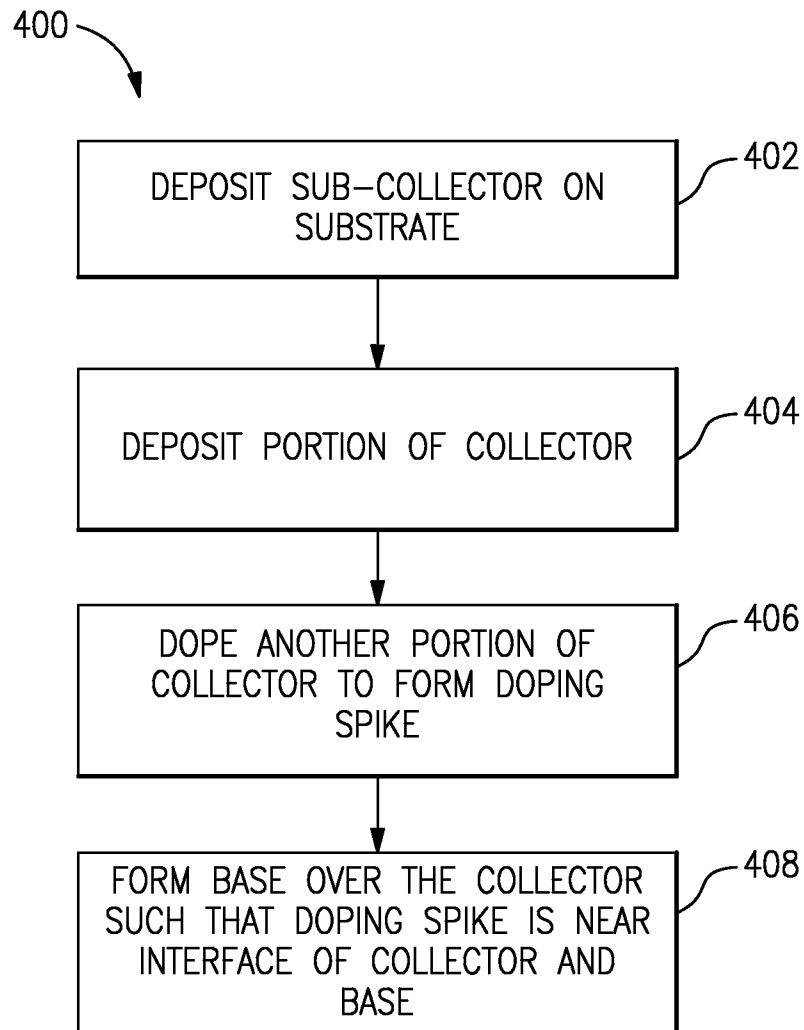 400
402
DEPOSIT SUB-COLLECTOR ON
SUBSTRATE
404
DEPOSIT PORTION OF COLLECTOR
406
DOPE ANOTHER PORTION OF
COLLECTOR TO FORM DOPING
SPIKE
408
FORM BASE OVER THE COLLECTOR
SUCH THAT DOPING SPIKE IS NEAR
INTERFACE OF COLLECTOR AND
BASE